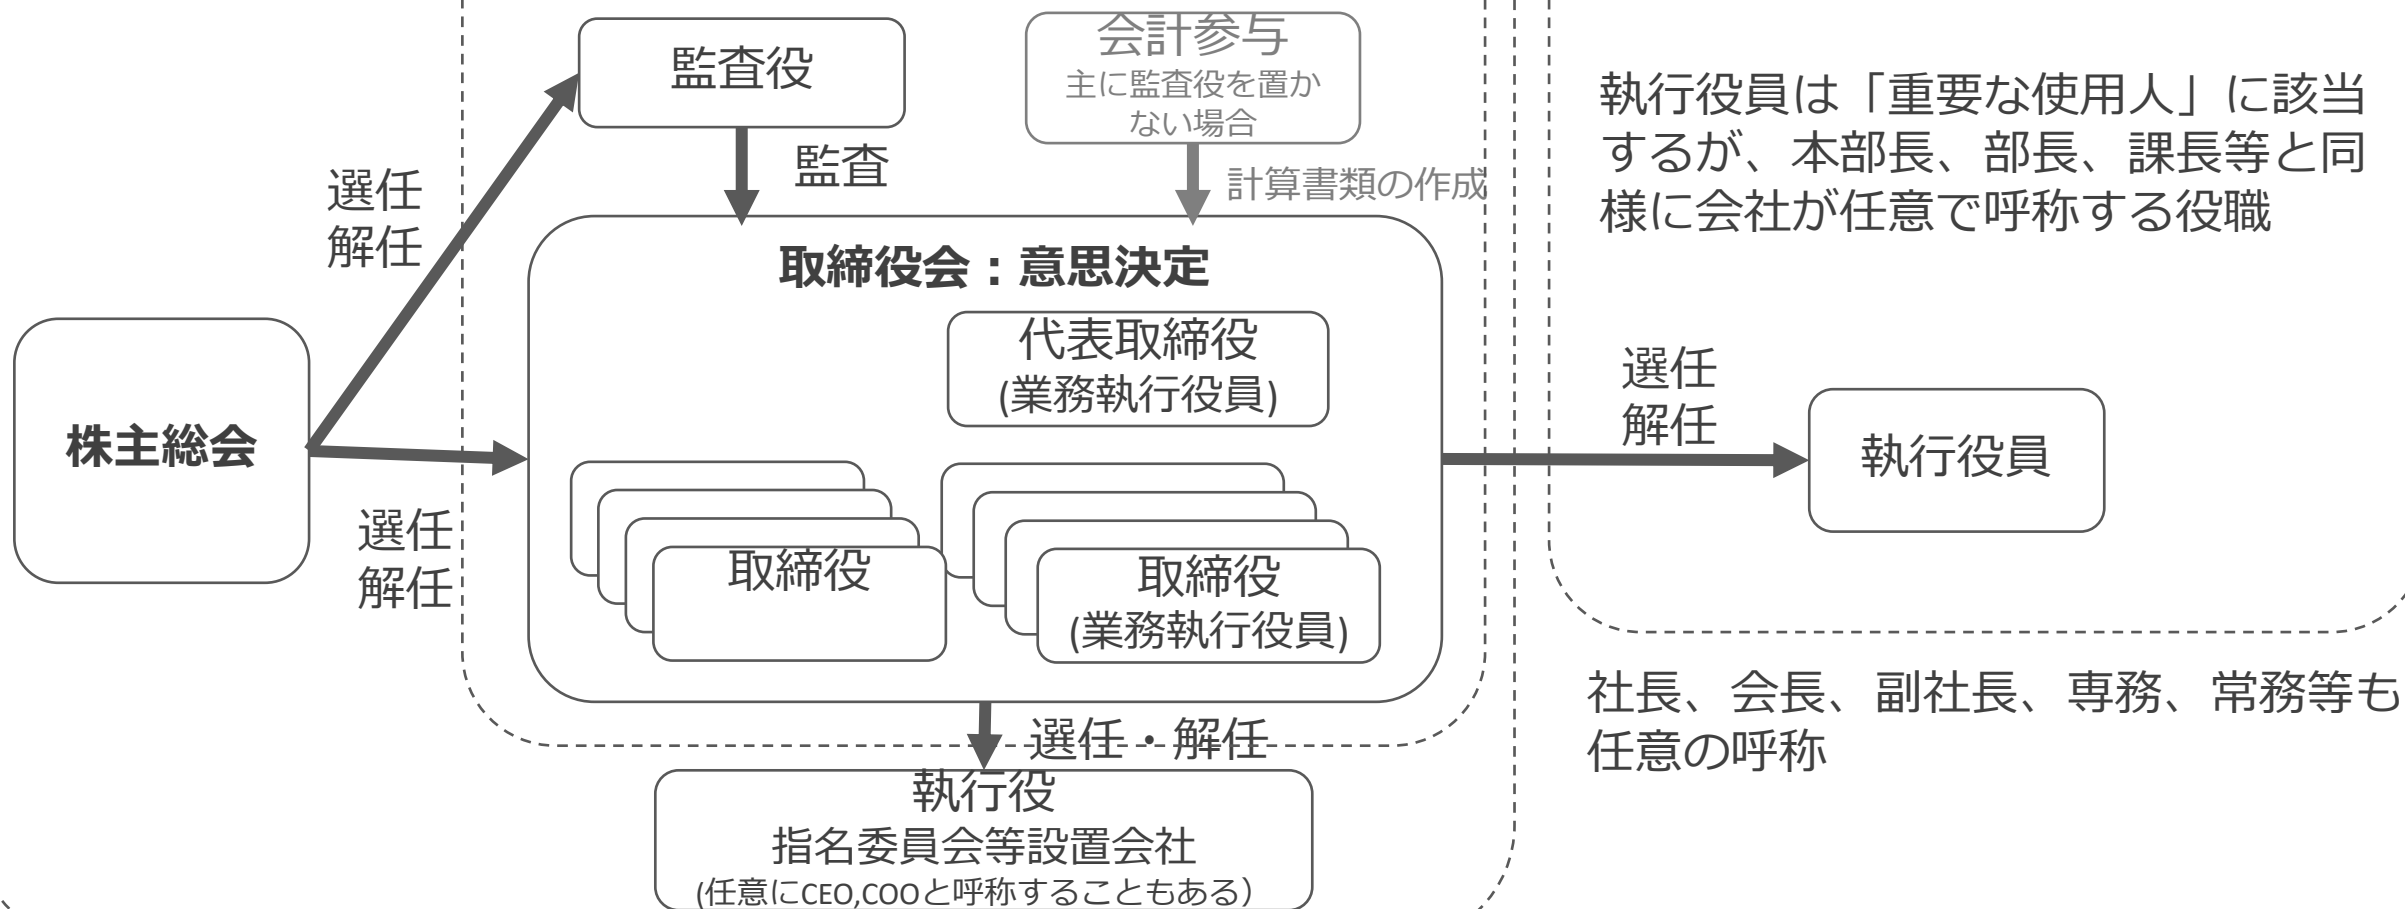 監査役
会計参与
主に監査役を置か
ない場合
執行役員は「重要な使用人」に該当
するが、本部長、部長、課長等と同
様に会社が任意で呼称する役職
監査
計算書類の作成
選任
解任
取締役会：意思決定
代表取締役
(業務執行役員)
選任
解任
株主総会
執行役員
選任
解任
取締役
取締役
(業務執行役員)
選任・解任
社長、会長、副社長、専務、常務等も
任意の呼称
執行役
指名委員会等設置会社
(任意にCEO,COOと呼称することもある）